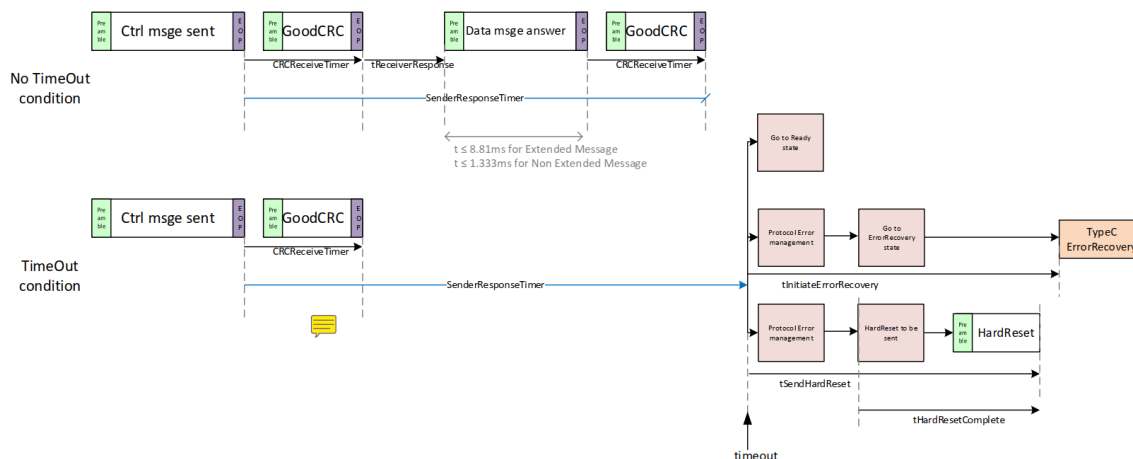 Pre
am
ble
Ctrl msge sent
E
O
P
Pre
am
ble
GoodCRC
E
O
P
Pre
am
ble
Data msge answer
E
O
P
Pre
am
ble
GoodCRC
E
O
P
CRCReceiveTimer
tReceiverResponse
CRCReceiveTimer
No TimeOut
condition
SenderResponseTimer
t ≤ 8.81ms for Extended Message
t ≤ 1.333ms for Non Extended Message
Go to Ready
state
Pre
am
ble
Ctrl msge sent
E
O
P
Pre
am
ble
GoodCRC
E
O
P
CRCReceiveTimer
TimeOut
condition
SenderResponseTimer
Protocol Error
management
Go to
ErrorRecovery
state
TypeC
ErrorRecovery
tInitiateErrorRecovery
Protocol Error
management
HardReset to be
sent
Pre
am
ble
HardReset
tSendHardReset
tHardResetComplete
timeout